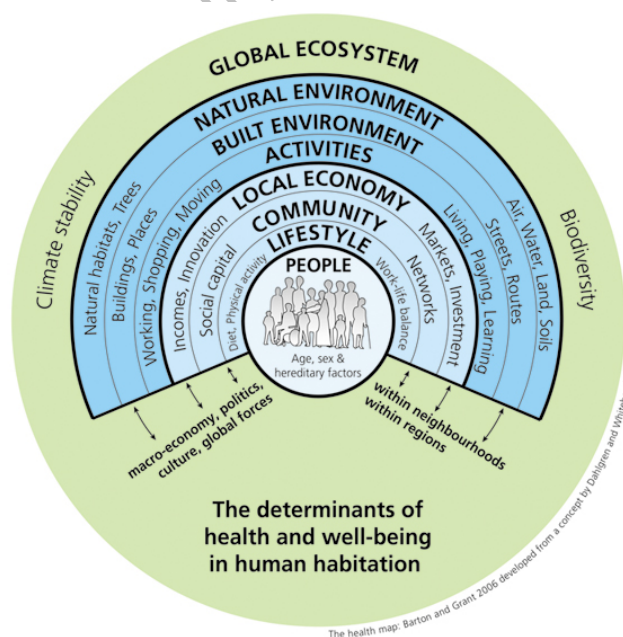 GLOBAL ECOSYSTEM
NATURAL ENVIRONMENT
BUILT ENVIRONMENT
ACTIVITIES
LOCAL ECONOMY
COMMUNITY
LIFESTYLE
PEOPLE
Age, sex &
hereditary factors
Climate stability
Natural habitats, Trees
Buildings, Places
Working, Shopping, Moving
Incomes, Innovation
Social capital
Diet, Physical activity
Work-life balance
Networks
Markets, Investment
Living, Playing, Learning
Streets, Routes
Air, Water, Land, Soils
Biodiversity
macro-economy, politics,
culture, global forces
within neighbourhoods
within regions
The determinants of
health and well-being
in human habitation
The health map: Barton and Grant 2006 developed from a concept by Dahlgren and